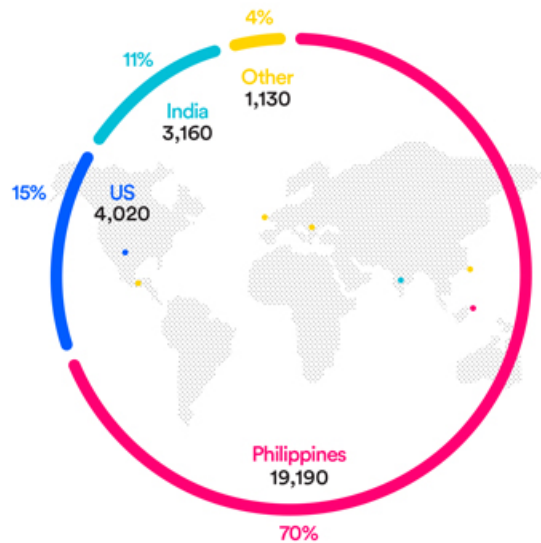 4%
Other
1,130
11%
India
3,160
15%
US
4,020
Philippines
19,190
70%